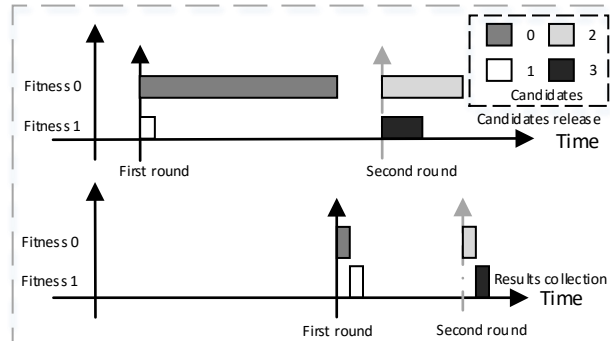 0 2
1 3
Candidates
Fitness 0
Fitness 1
Candidates release
Time
First round
Second round
Fitness 0
Fitness 1
Results collection
Time
First round
Second round